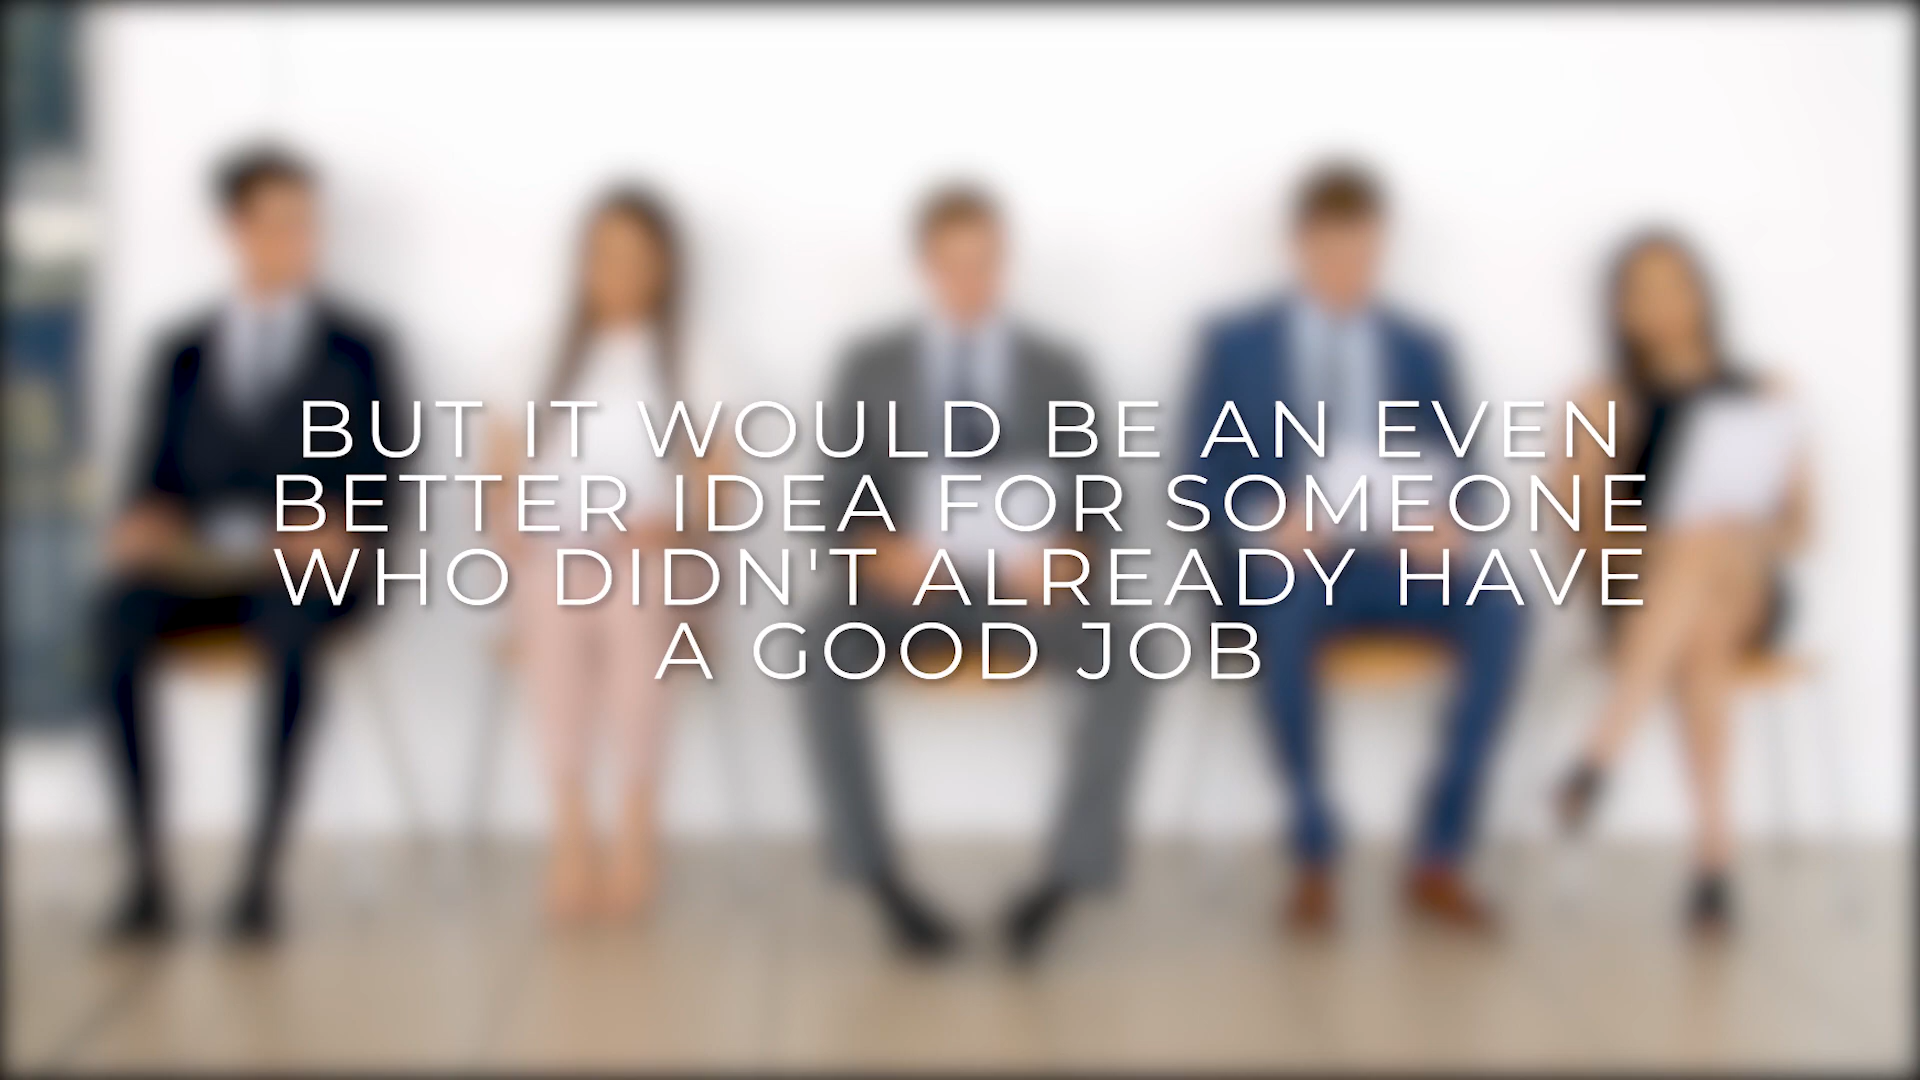 BUT IT WOULD BE AN EVEN
BETTER IDEA FOR SOMEONE
WHO DIDN'T ALREADY HAVE
A GOOD JOB